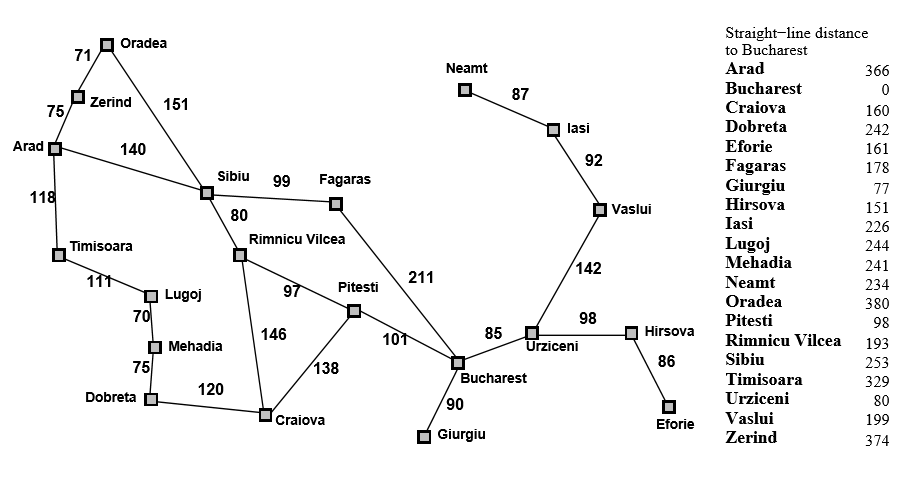 Oradea
71
Zerind
75
151
Arad
140
118
Sibiu
99
Fagaras
80
Timisoara
111
Rimnicu Vilcea
Lugoj
70
97
Pitesti
211
Mehadia
75
146
101
138
Dobreta
120
Craiova
Bucharest
90
Giurgiu
85
Urziceni
Neamt
87
Iasi
92
Vaslui
142
98
Hirsova
86
Eforie
Straight−line distance
to Bucharest
Arad 366
Bucharest 0
Craiova 160
Dobreta 242
Eforie 161
Fagaras 178
Giurgiu 77
Hirsova 151
Iasi 226
Lugoj 244
Mehadia 241
Neamt 234
Oradea 380
Pitesti 98
Rimnicu Vilcea 193
Sibiu 253
Timisoara 329
Urziceni 80
Vaslui 199
Zerind 374